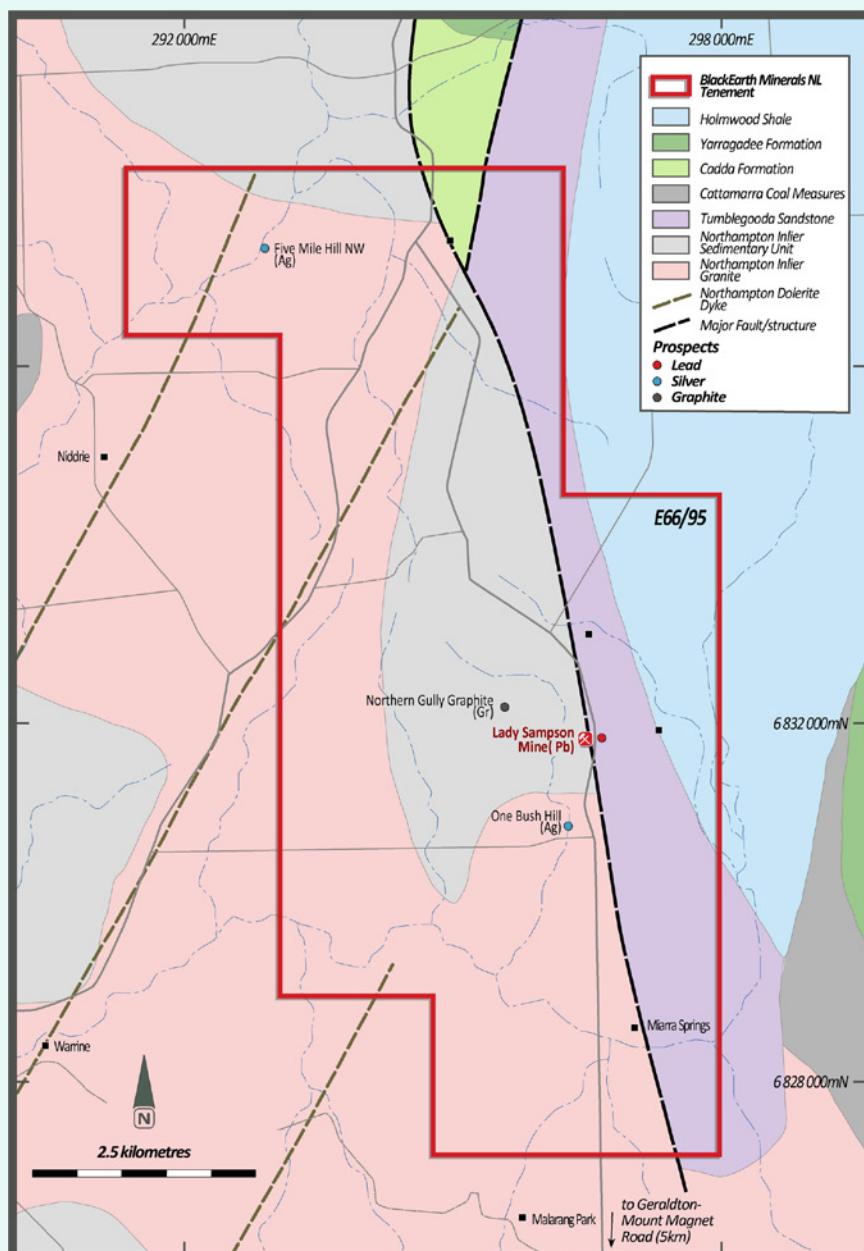 292 000mE
298 000mE
BlackEarth Minerals NL
Tenement
Holmwood Shale
Yarragadee Formation
Cadda Formation
Cattamarra Coal Measures
Tumblegooda Sandstone
Northampton Inlier
Sedimentary Unit
Northampton Inlier
Granite
Northampton Dolerite
Dyke
Major Fault/structure
Prospects
Lead
Silver
Graphite
Five Mile Hill NW
(Ag)
Niddrie
E66/95
Northern Gully Graphite
(Gr)
Lady Sampson
Mine( Pb)
6 832 000mN
One Bush Hill
(Ag)
Miarra Springs
Warrine
6 828 000mN
N
2.5 kilometres
Malarang Park
to Geraldton-
Mount Magnet
Road (5km)